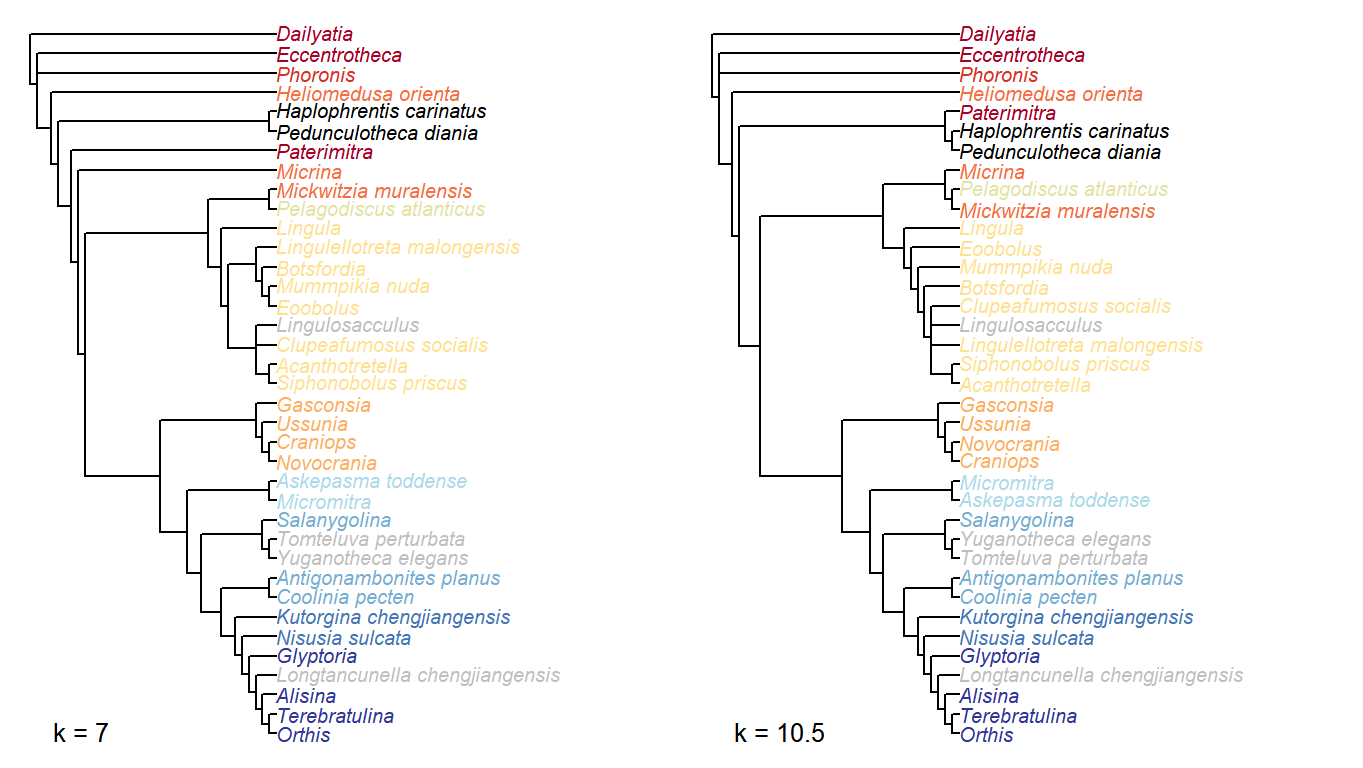 Dailyatia
Eccentrotheca
Phoronis
Heliomedusa orienta
Haplophrentis carinatus
Pedunculotheca diania
Paterimitra
Micrina
Mickwitzia muralensis
Pelagodiscus atlanticus
Lingula
Lingulellotreta malongensis
Botsfordia
Mummpikia nuda
Eoobolus
Lingulosacculus
Clupeafumosus socialis
Acanthotretella
Siphonobolus priscus
Gasconsia
Ussunia
Craniops
Novocrania
Askepasma toddense
Micromitra
Salanygolina
Tomteluva perturbata
Yuganotheca elegans
Antigonambonites planus
Coolinia pecten
Kutorgina chengjiangensis
Nisusia sulcata
Glyptoria
Longtancunella chengjiangensis
Alisina
Terebratulina
Orthis
k = 7
Dailyatia
Eccentrotheca
Phoronis
Heliomedusa orienta
Paterimitra
Haplophrentis carinatus
Pedunculotheca diania
Micrina
Pelagodiscus atlanticus
Mickwitzia muralensis
Lingula
Eoobolus
Mummpikia nuda
Botsfordia
Clupeafumosus socialis
Lingulosacculus
Lingulellotreta malongensis
Siphonobolus priscus
Acanthotretella
Gasconsia
Ussunia
Novocrania
Craniops
Micromitra
Askepasma toddense
Salanygolina
Yuganotheca elegans
Tomteluva perturbata
Antigonambonites planus
Coolinia pecten
Kutorgina chengjiangensis
Nisusia sulcata
Glyptoria
Longtancunella chengjiangensis
Alisina
Terebratulina
Orthis
k = 10.5